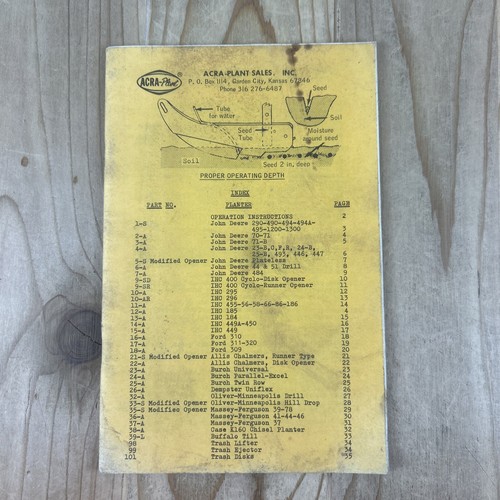 ACRA-Plant
ACRA-PLANT SALES, INC.
P. O. Box 1114, Garden City, Kansas 67846
Phone 316 276-6487
Tube for water
Seed
Soil
Seed Tube
Moisture around seed
Soil
Seed 2 in. deep
PROPER OPERATING DEPTH
INDEX
PART NO. PLANTER PAGE
OPERATION INSTRUCTIONS 2
1-S John Deere 290-490-494-494A-
495-1200-1300 3
2-A John Deere 70-71 4
3-A John Deere 71-B 5
4-A John Deere 23-B,C,F,H, 24-B,
25-B, 493, 446, 447 6
5-S Modified Opener John Deere Plateless 7
6-A John Deere 44 & 51 Drill 8
7-A John Deere 484 9
9-SD IHC 400 Cyclo-Disk Opener 10
9-SR IHC 400 Cyclo-Runner Opener 11
10-A IHC 295 12
10-AR IHC 296 13
11-A IHC 455-56-58-66-86-186 14
12-A IHC 185 4
13-A IHC 184 15
14-A IHC 449A-450 16
15-A IHC 449 17
16-A Ford 310 18
17-A Ford 311-320 19
18-A Ford 309 20
21-S Modified Opener Allis Chalmers, Runner Type 21
22-A Allis Chalmers, Disk Opener 22
23-A Burch Universal 23
24-A Burch Parallel-Excel 24
25-A Burch Twin Row 25
26-A Dempster Uniflex 26
32-A Oliver-Minneapolis Drill 27
33-S Modified Opener Oliver-Minneapolis Hill Drop 28
35-S Modified Opener Massey-Ferguson 39-78 29
36-A Massey-Ferguson 41-44-46 30
37-A Massey-Ferguson 37 31
38-A Case E160 Chisel Planter 32
39-L Buffalo Till 33
98 Trash Lifter 34
99 Trash Ejector 34
101 Trash Disks 35